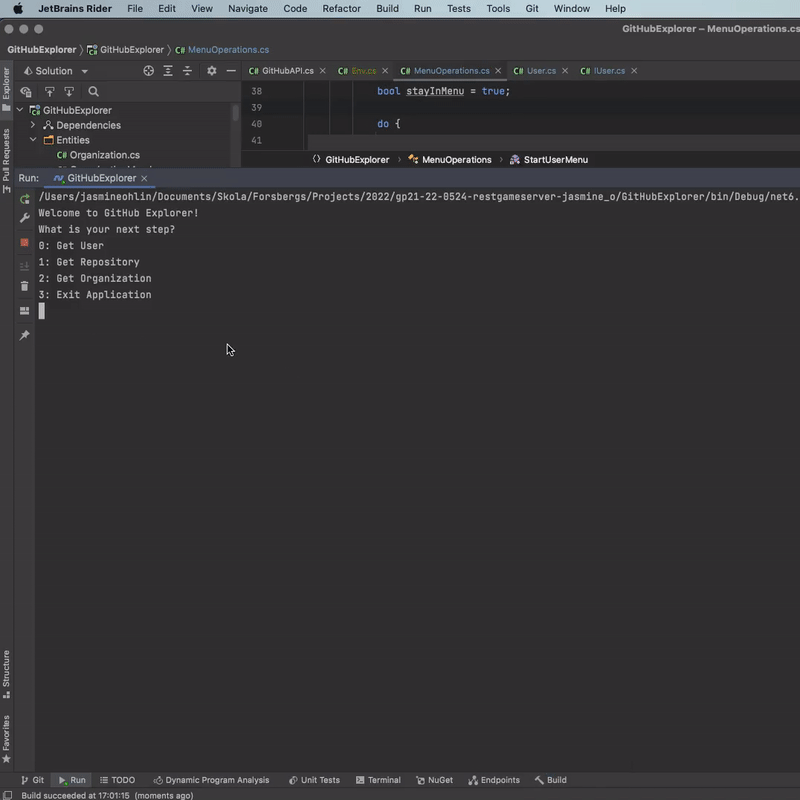 JetBrains Rider File Edit View Navigate Code Refactor Build Run Tests Tools Git Window Help
GitHubExplorer – MenuOperations.cs
GitHubExplorer GitHubExplorer C# MenuOperations.cs
Solution
C# GitHubAPI.cs C# Env.cs C# MenuOperations.cs C# User.cs C# IUser.cs
Explorer
Pull Requests
GitHubExplorer
Dependencies
Entities
C# Organization.cs
38 bool stayInMenu = true;
39
40 do {
41
GitHubExplorer MenuOperations StartUserMenu
Run: GitHubExplorer
/Users/jasmineohlin/Documents/Skola/Forsbergs/Projects/2022/gp21-22-0524-restgameserver-jasmine_o/GitHubExplorer/bin/Debug/net6.
Welcome to GitHub Explorer!
What is your next step?
0: Get User
1: Get Repository
2: Get Organization
3: Exit Application
Structure
Favorites
Git Run TODO Dynamic Program Analysis Unit Tests Terminal NuGet Endpoints Build
Build succeeded at 17:01:15 (moments ago)